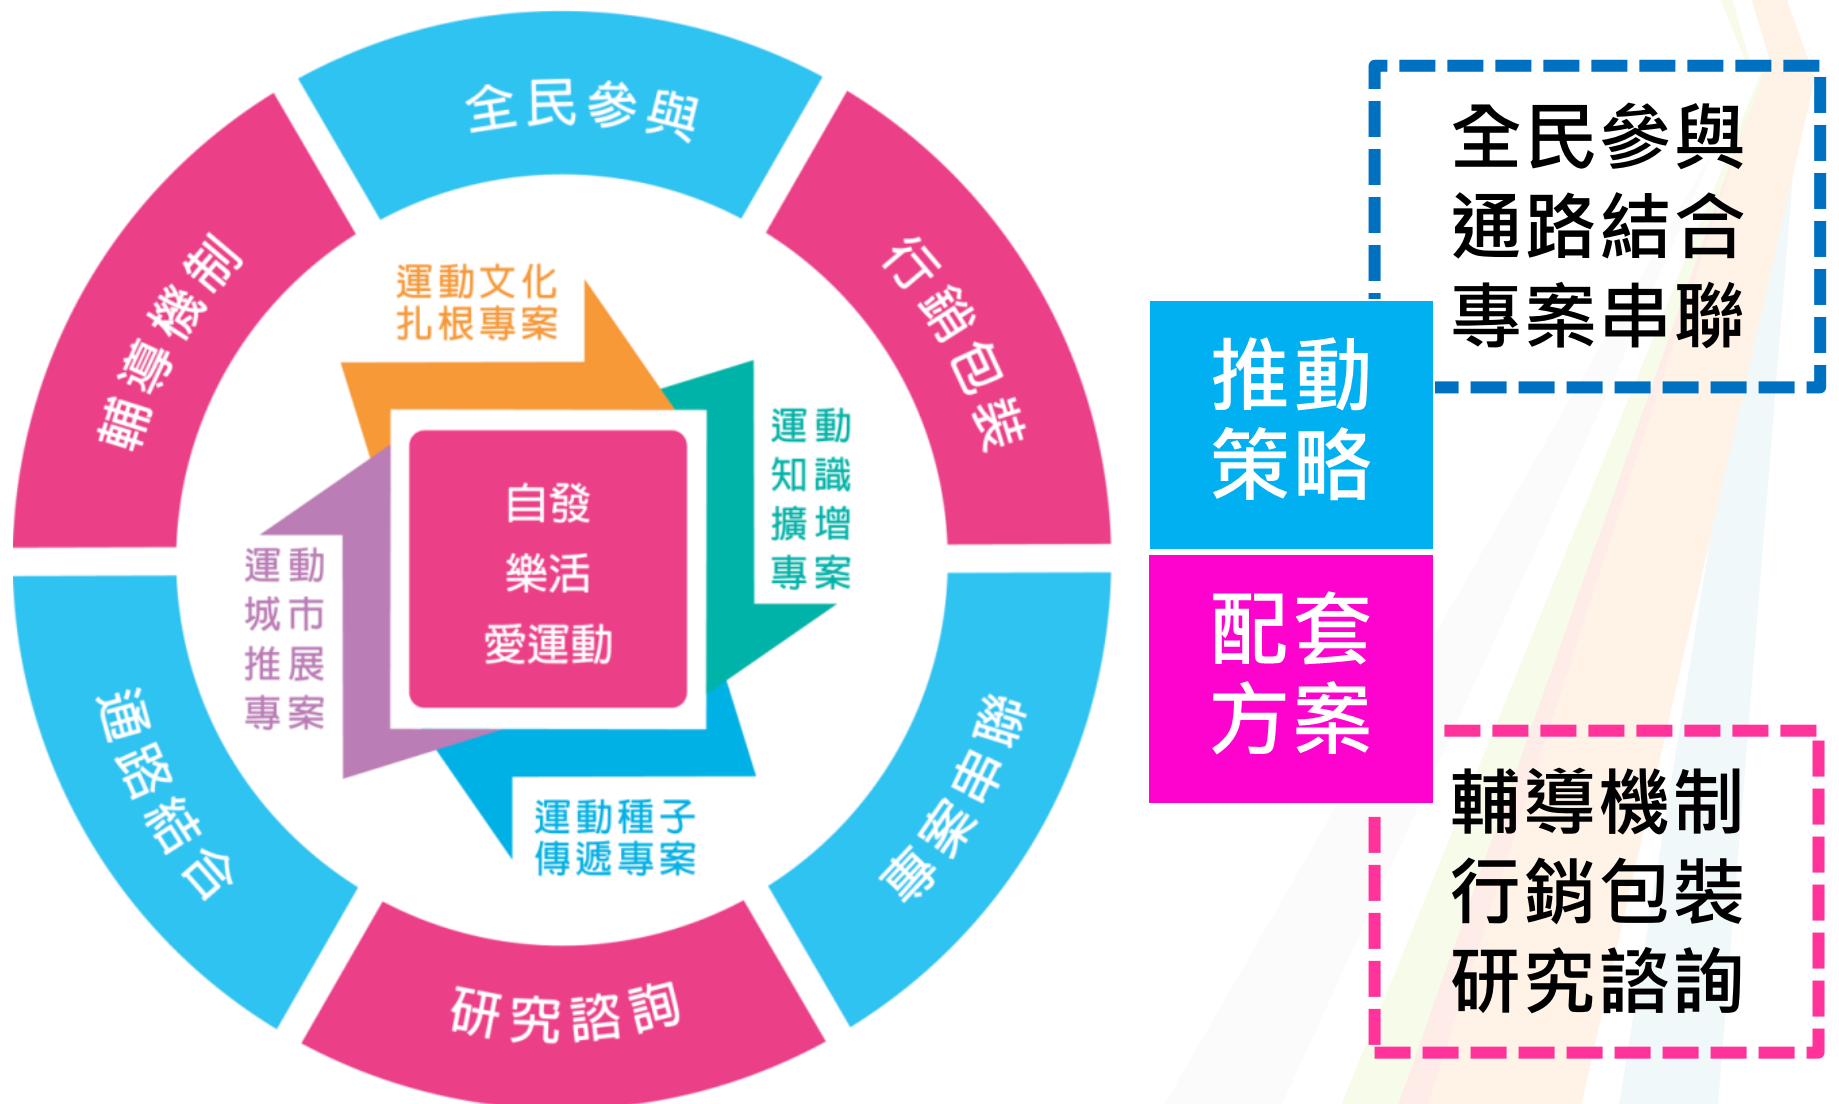 全民參與
行銷包裝
專案串聯
研究諮詢
通路結合
輔導機制
運動文化
扎根專案
運動
知識
擴增
專案
運動種子
傳遞專案
運動
城市
推展
專案
自發
樂活
愛運動
推動
策略
全民參與
通路結合
專案串聯
配套
方案
輔導機制
行銷包裝
研究諮詢